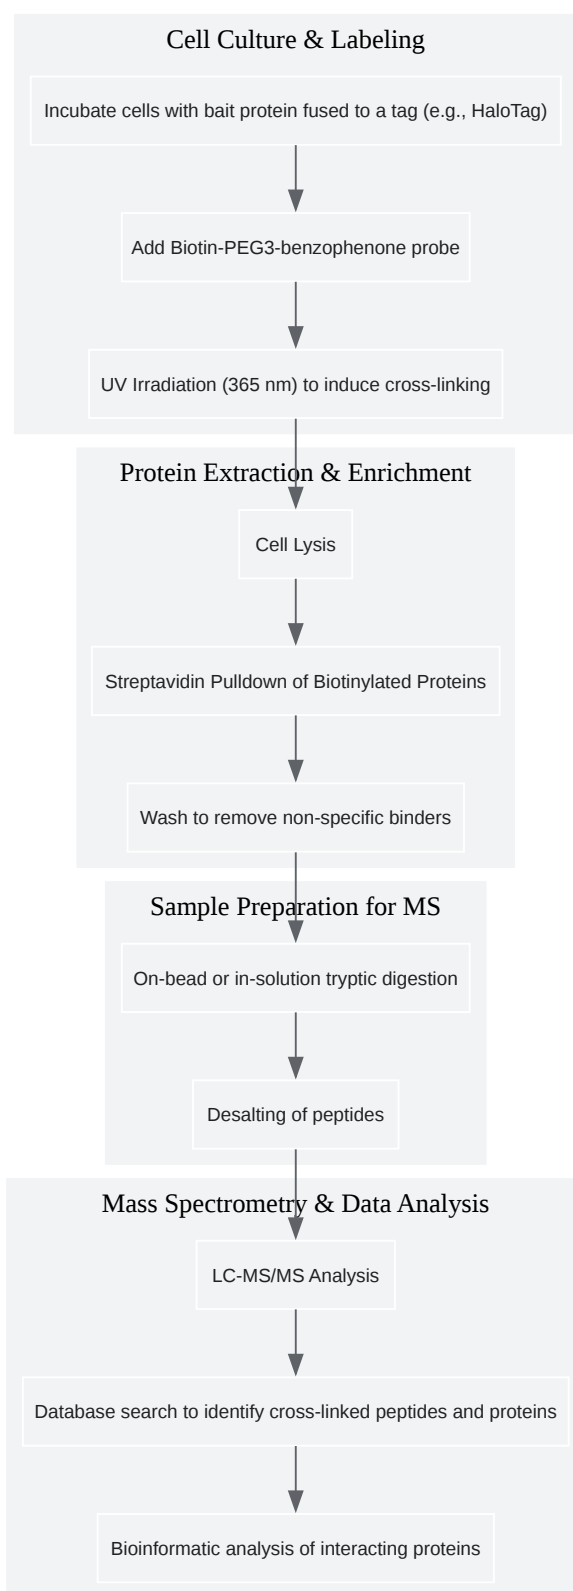 Cell Culture & Labeling
Incubate cells with bait protein fused to a tag (e.g., HaloTag)
Add Biotin-PEG3-benzophenone probe
UV Irradiation (365 nm) to induce cross-linking
Protein Extraction & Enrichment
Cell Lysis
Streptavidin Pulldown of Biotinylated Proteins
Wash to remove non-specific binders
Sample Preparation for MS
On-bead or in-solution tryptic digestion
Desalting of peptides
Mass Spectrometry & Data Analysis
LC-MS/MS Analysis
Database search to identify cross-linked peptides and proteins
Bioinformatic analysis of interacting proteins